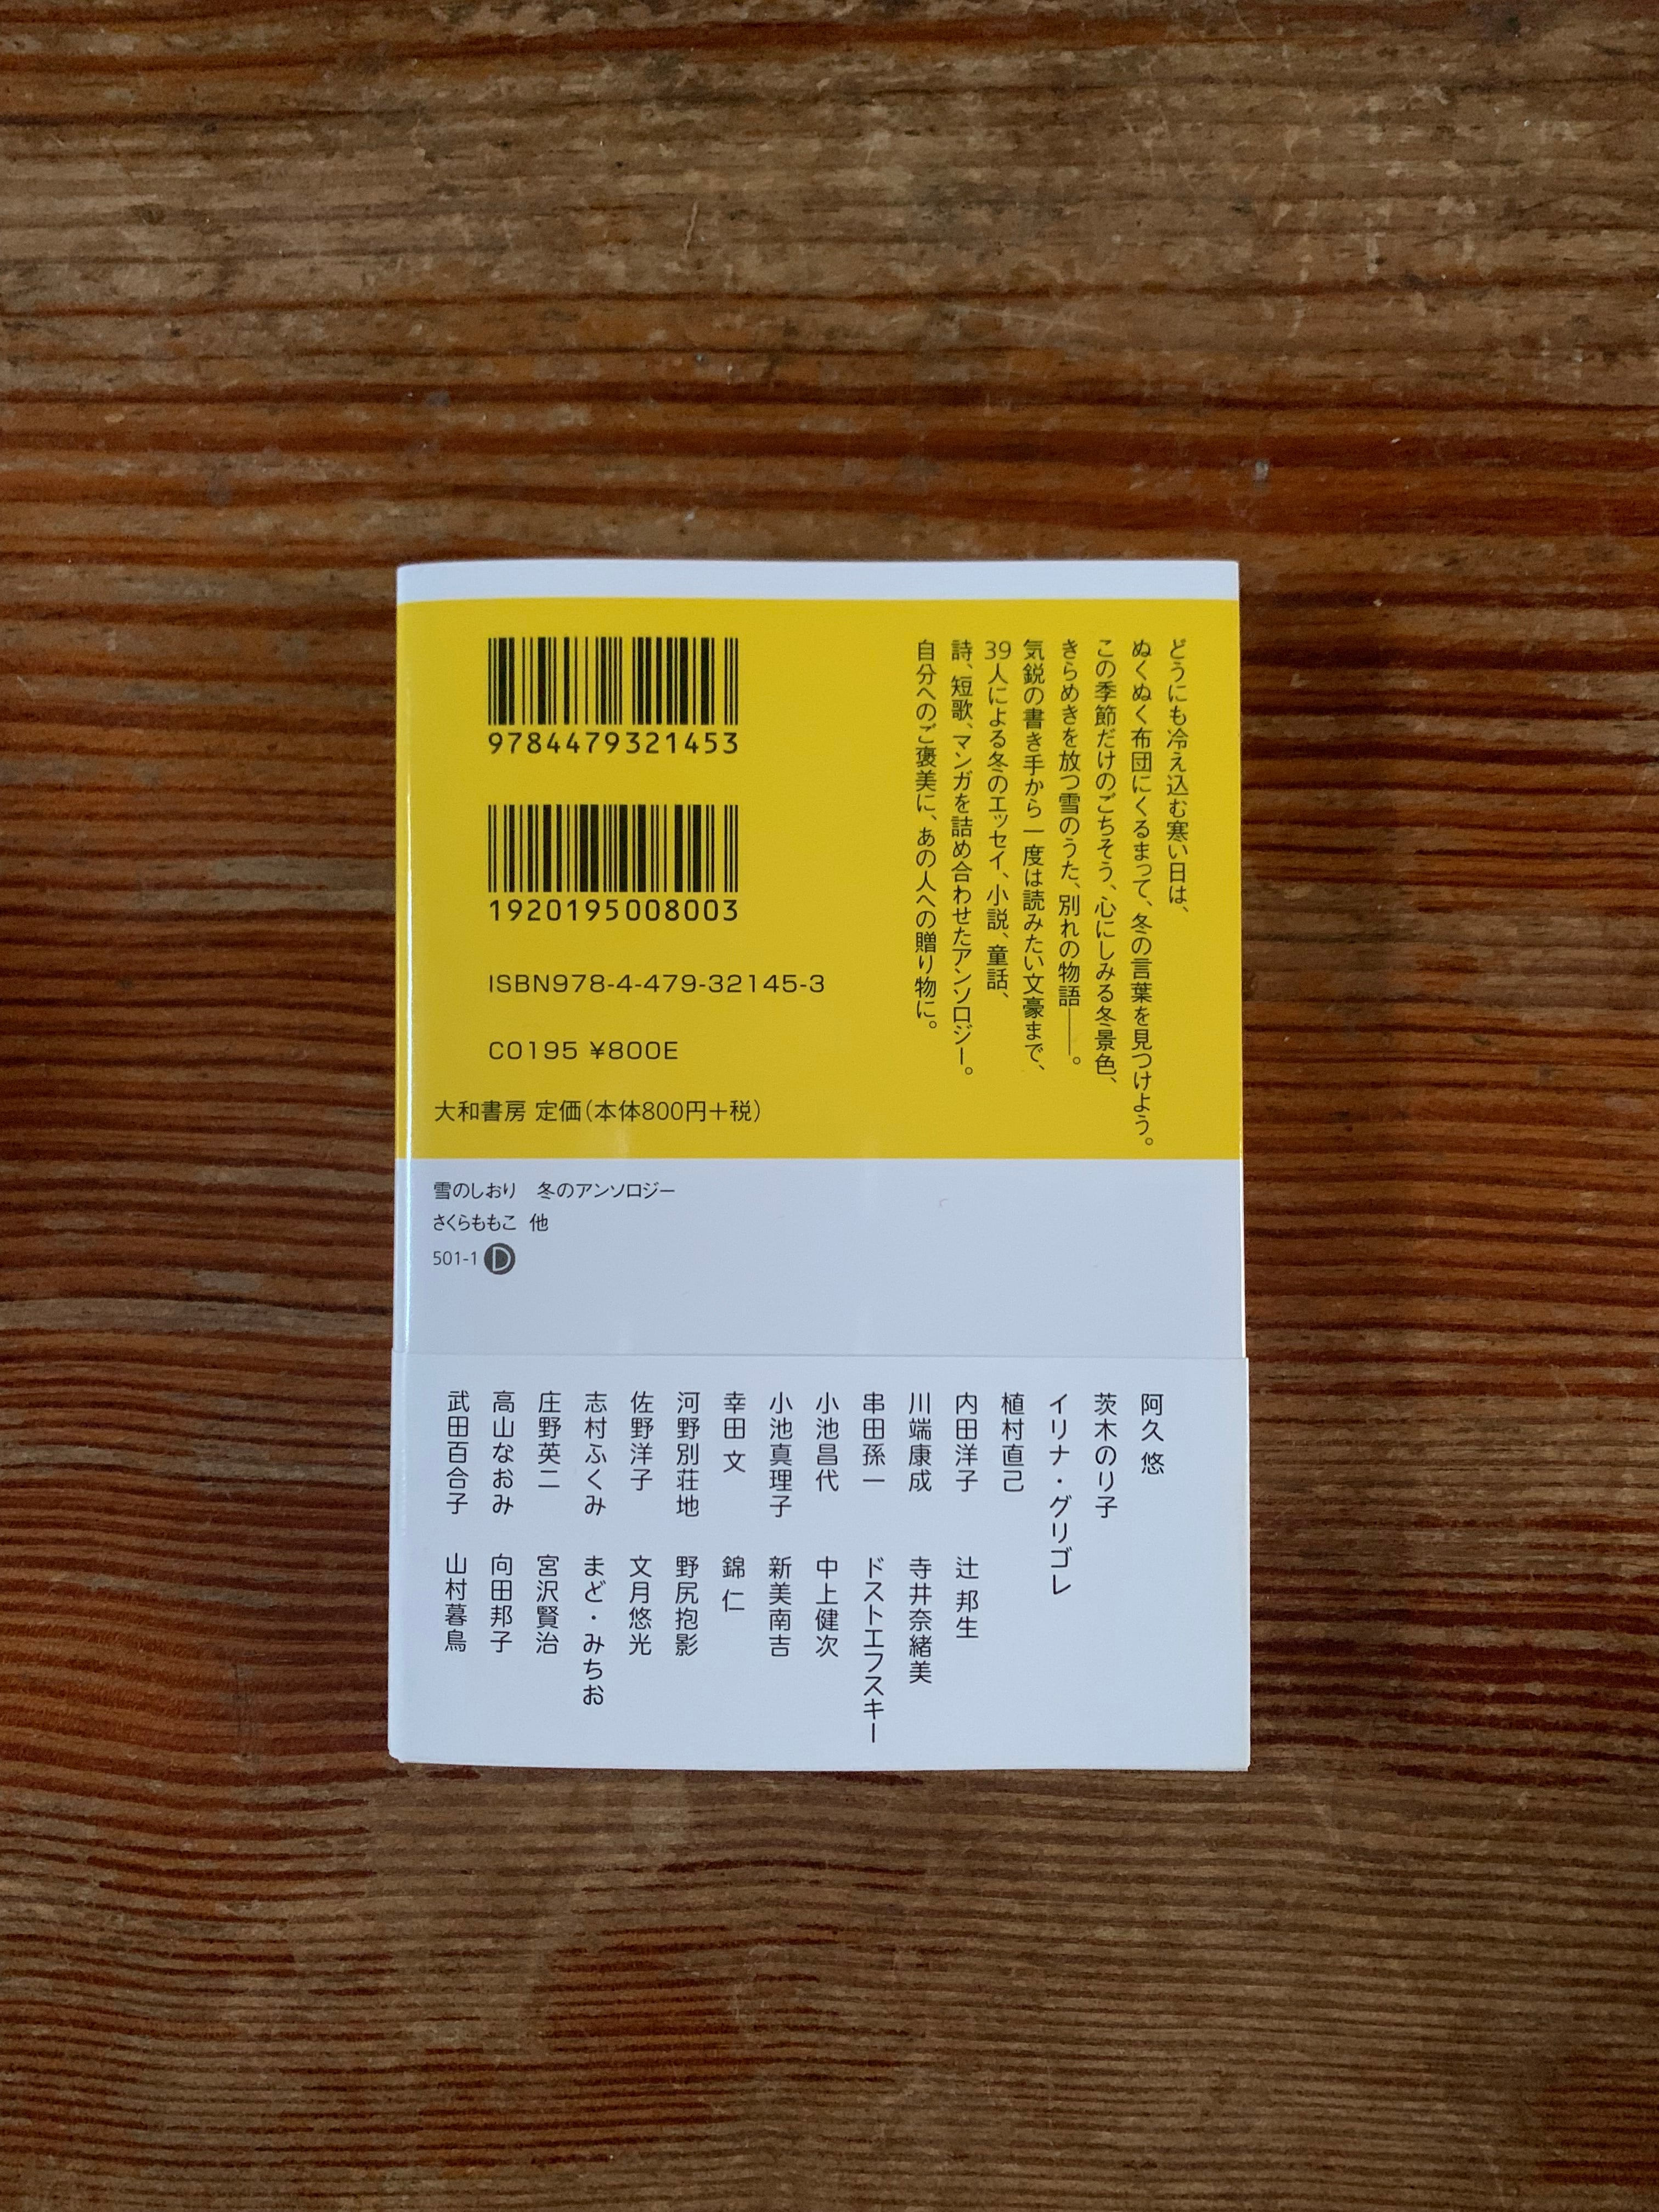 どうにも冷え込む寒い日は、
ぬくぬく布団にくるまって、冬の言葉を見つけよう。
この季節だけのごちそう、心にしみる冬景色、
きらめきを放つ雪のうた、別れの物語――。
気鋭の書き手から一度は読みたい文豪まで、
39人による冬のエッセイ、小説、童話、
詩、短歌、マンガを詰め合わせたアンソロジー。
自分へのご褒美に、あの人への贈り物に。
9784479321453
1920195008003
ISBN978-4-479-32145-3
C0195 ¥800E
大和書房 定価(本体800円+税)
雪のしおり 冬のアンソロジー
さくらももこ 他
501-1 D
阿久 悠
茨木のり子
イリナ・グリゴレ
植村直己
内田洋子
川端康成
串田孫一
小池昌代
小池真理子
幸田 文
河野別荘地
佐野洋子
志村ふくみ
庄野英二
高山なおみ
武田百合子
辻 邦生
寺井奈緒美
ドストエフスキー
中上健次
新美南吉
錦 仁
野尻抱影
文月悠光
まど・みちお
宮沢賢治
向田邦子
山村暮鳥